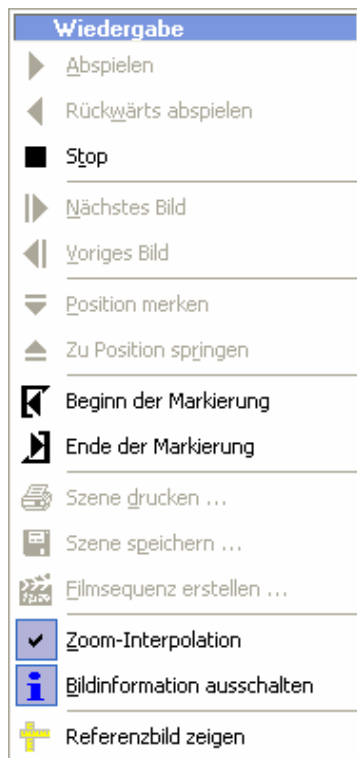 Wiedergabe
Abspielen
Rückwärts abspielen
Stop
Nächstes Bild
Voriges Bild
Position merken
Zu Position springen
Beginn der Markierung
Ende der Markierung
Szene drucken ...
Szene speichern ...
Filmsequenz erstellen ...
Zoom-Interpolation
Bildinformation ausschalten
Referenzbild zeigen